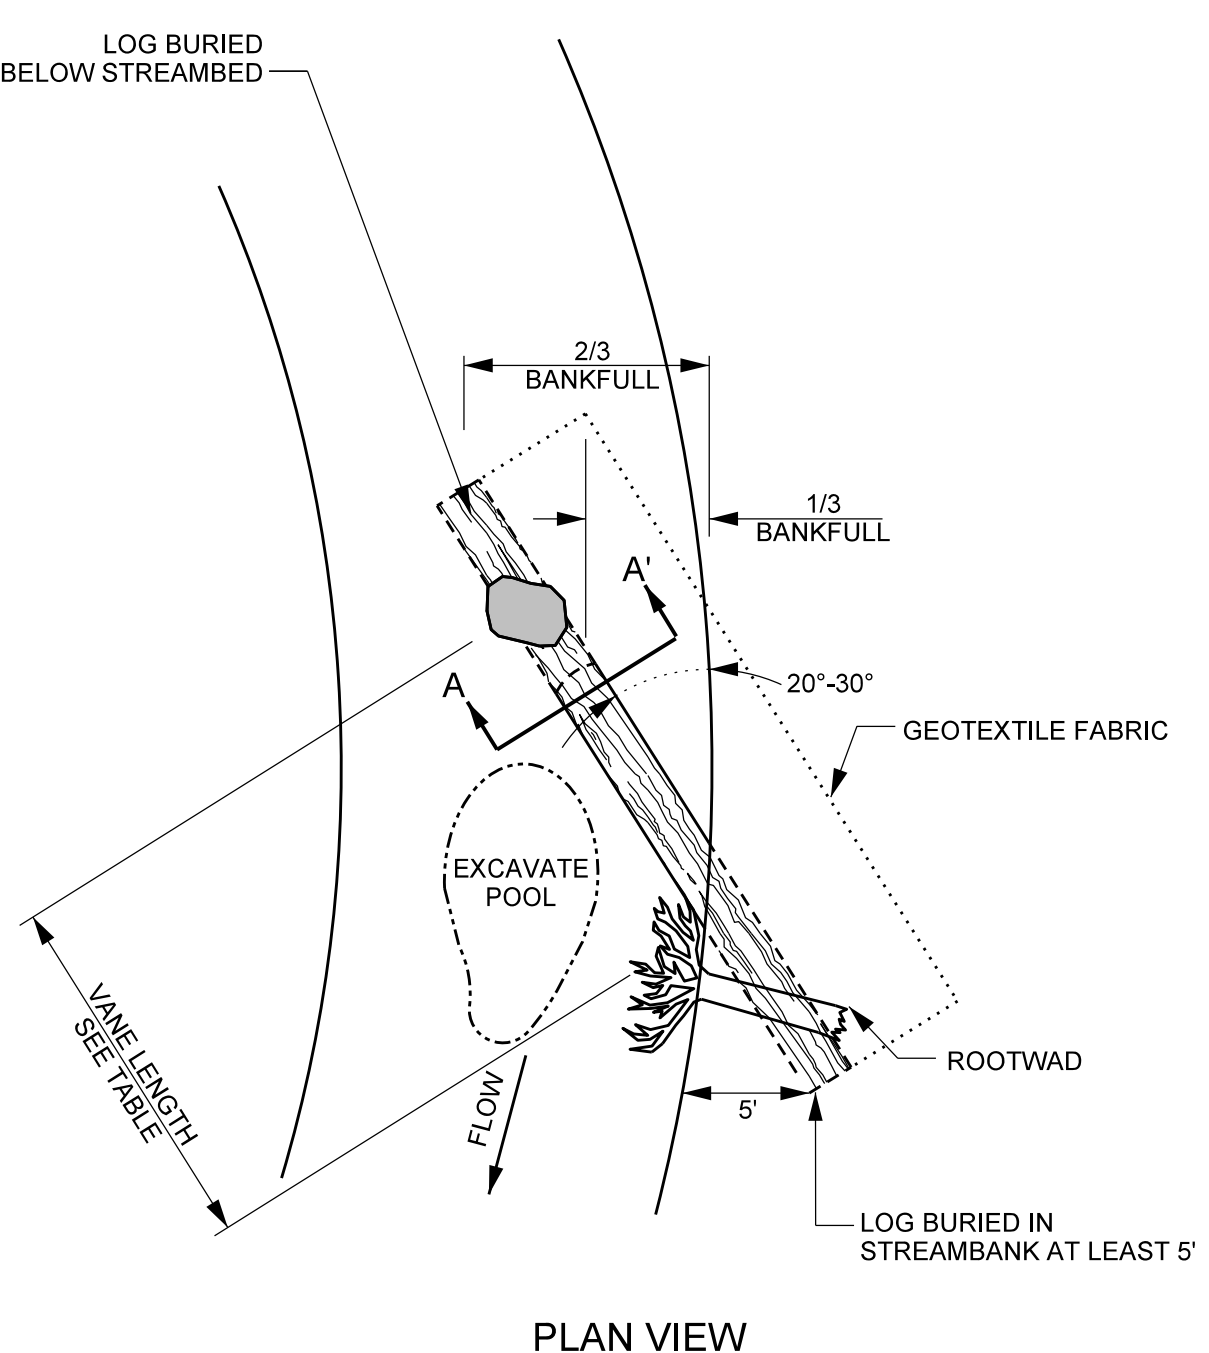 LOG BURIED
BELOW STREAMBED
2/3
BANKFULL
1/3
BANKFULL
A'
A
20°-30°
GEOTEXTILE FABRIC
EXCAVATE
POOL
VANE LENGTH
SEE TABLE
ROOTWAD
FLOW
5'
LOG BURIED IN
STREAMBANK AT LEAST 5'
PLAN VIEW